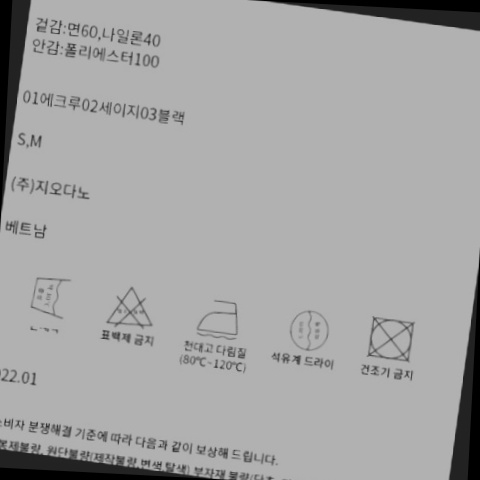 겉감:면60,나일론40
안감:폴리에스터100
01에크루02세이지03블랙
S,M
(주)지오다노
베트남
표백제 금지
천대고 다림질
(80℃~120℃)
석유계 드라이
건조기 금지
022.01
소비자 분쟁해결 기준에 따라 다음과 같이 보상해 드립니다.
봉제불량, 원단불량(제작불량,변색,탈색) 부자재 불량